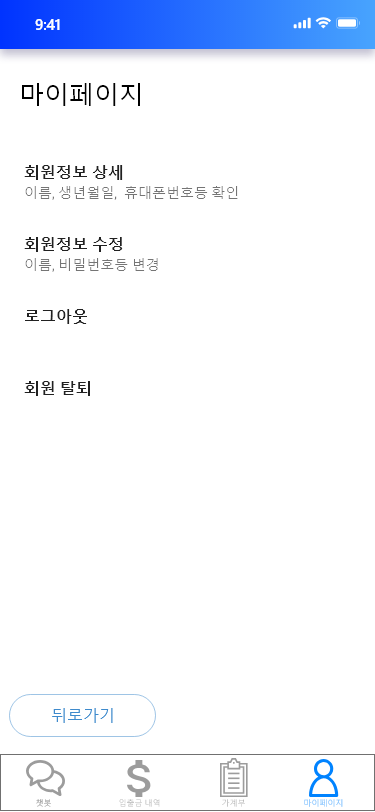 9:41
마이페이지
회원정보 상세
이름, 생년월일, 휴대폰번호등 확인
회원정보 수정
이름, 비밀번호등 변경
로그아웃
회원 탈퇴
뒤로가기
챗봇
입출금 내역
가계부
마이페이지